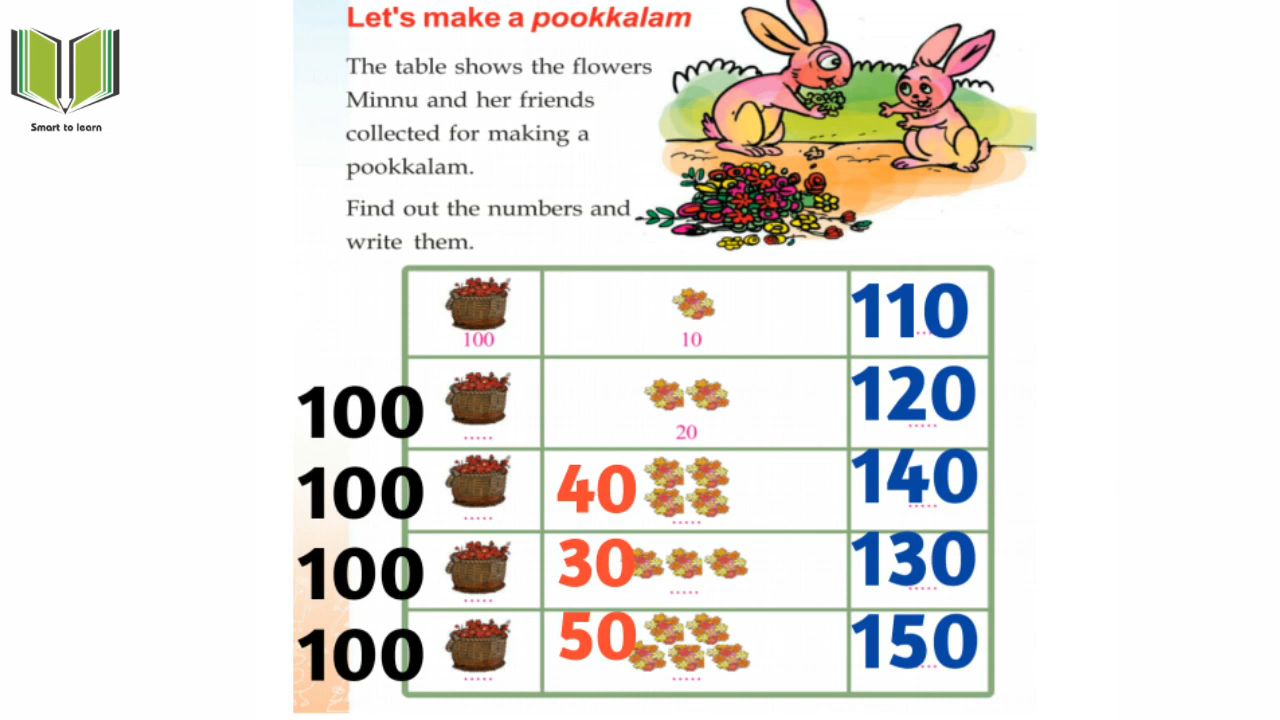 Smart to learn
Let's make a pookkalam
The table shows the flowers
Minnu and her friends
collected for making a
pookkalam.
Find out the numbers and
write them.
100 10 110
.....
100 ..... 20 120
.....
100 ..... 40 ..... 140
.....
100 ..... 30 ..... 130
.....
100 ..... 50 ..... 150
.....